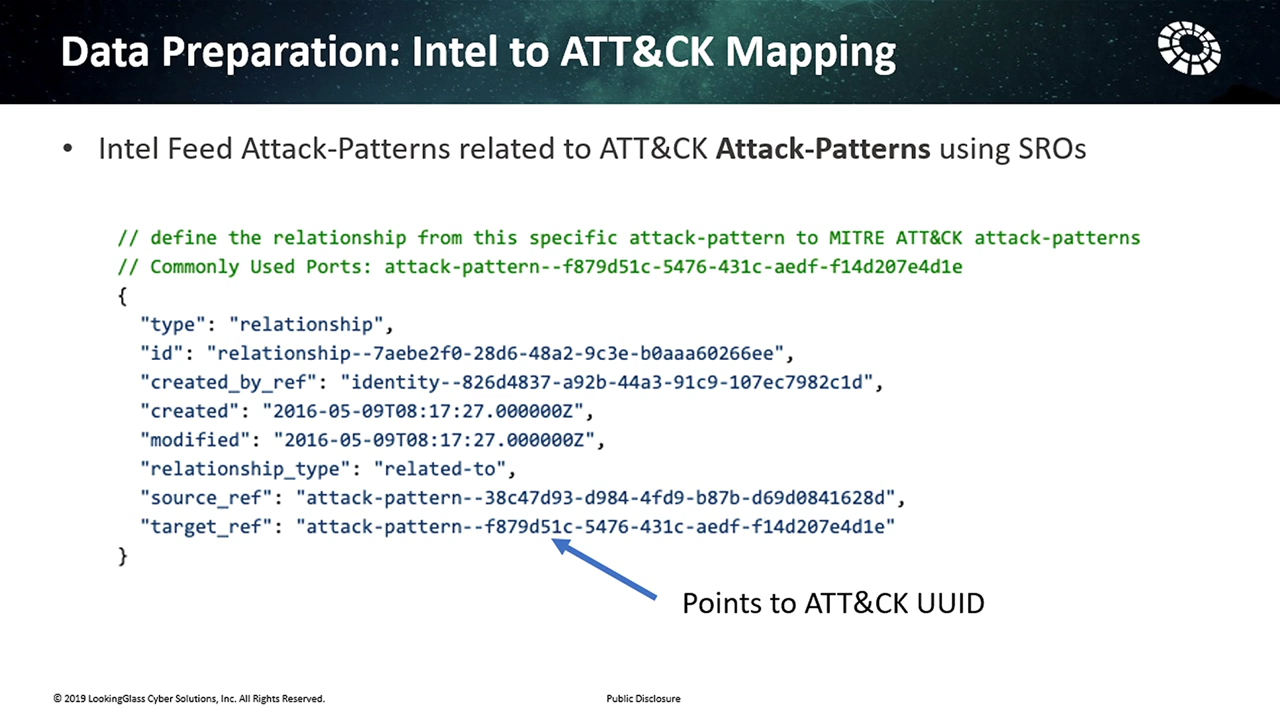 Data Preparation: Intel to ATT&CK Mapping
• Intel Feed Attack-Patterns related to ATT&CK Attack-Patterns using SROs
// define the relationship from this specific attack-pattern to MITRE ATT&CK attack-patterns
// Commonly Used Ports: attack-pattern--f879d51c-5476-431c-aedf-f14d207e4d1e
{
"type": "relationship",
"id": "relationship--7aebe2f0-28d6-48a2-9c3e-b0aaa60266ee",
"created_by_ref": "identity--826d4837-a92b-44a3-91c9-107ec7982c1d",
"created": "2016-05-09T08:17:27.000000Z",
"modified": "2016-05-09T08:17:27.000000Z",
"relationship_type": "related-to",
"source_ref": "attack-pattern--38c47d93-d984-4fd9-b87b-d69d0841628d",
"target_ref": "attack-pattern--f879d51c-5476-431c-aedf-f14d207e4d1e"
}
Points to ATT&CK UUID
© 2019 LookingGlass Cyber Solutions, Inc. All Rights Reserved.
Public Disclosure